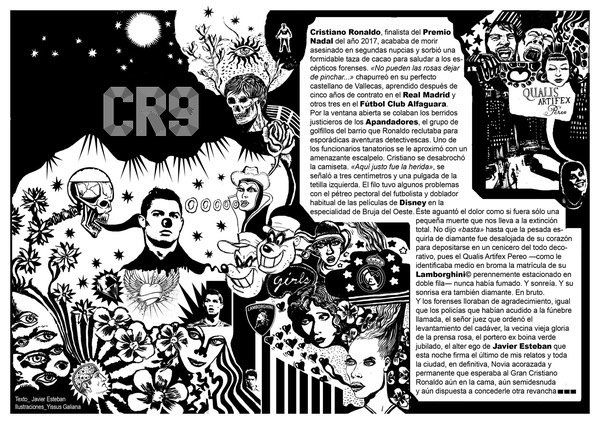 CR9
Cristiano Ronaldo, finalista del Premio
Nadal del año 2017, acababa de morir
asesinado en segundas nupcias y sorbió una
formidable taza de cacao para saludar a los es-
cépticos forenses. «No pueden las rosas dejar
de pinchar...» chapurreó en su perfecto
castellano de Vallecas, aprendido después de
cinco años de contrato en el Real Madrid y
otros tres en el Fútbol Club Alfaguara.
Por la ventana abierta se colaban los berridos
justicieros de los Apandadores, el grupo de
golfillos del barrio que Ronaldo reclutaba para
esporádicas aventuras detectivescas. Uno de
los funcionarios tanatorios se le aproximó con un
amenazante escalpelo. Cristiano se desabrochó
la camiseta. «Aquí justo fue la herida», se
señaló a tres centímetros y una pulgada de la
tetilla izquierda. El filo tuvo algunos problemas
con el pétreo pectoral del futbolista y doblador
habitual de las películas de Disney en la
especialidad de Bruja del Oeste. Éste aguantó el dolor como si fuera sólo una
pequeña muerte que nos lleva a la extinción
total. No dijo «basta» hasta que la pesada es-
quirla de diamante fue desalojada de su corazón
para depositarse en un cenicero del todo deco-
rativo, pues el Qualis Artifex Pereo —como le
identificaba medio en broma la matrícula de su
Lamborghini© perennemente estacionado en
doble fila— nunca había fumado. Y sonreía. Y su
sonrisa era también diamante. En bruto.
Y los forenses lloraban de agradecimiento, igual
que los policías que habían acudido a la fúnebre
llamada, el señor juez que ordenó el
levantamiento del cadáver, la vecina vieja gloria
de la prensa rosa, el portero ex boina verde
jubilado, el alter ego de Javier Esteban que
esta noche firma el último de mis relatos y toda
la ciudad, en definitiva, Novia acorazada y
permanente que esperaba al Gran Cristiano
Ronaldo aún en la cama, aún semidesnuda
y aún dispuesta a concederle otra revancha
QUALIS
ARTIFEX
Pereo
Girls
Texto_ Javier Esteban
Ilustraciones_Yissus Galiana